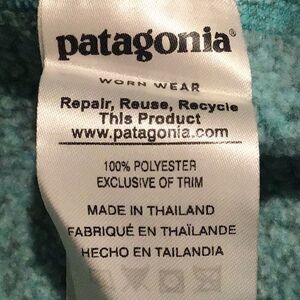 patagonia®
WORN WEAR
Repair, Reuse, Recycle
This Product
www.patagonia.com
100% POLYESTER
EXCLUSIVE OF TRIM
MADE IN THAILAND
FABRIQUÉ EN THAÏLANDE
HECHO EN TAILANDIA